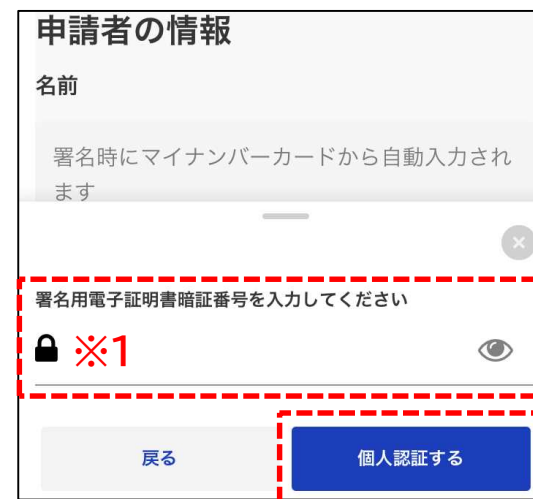 申請者の情報
名前
署名時にマイナンバーカードから自動入力され
ます
署名用電子証明書暗証番号を入力してください
※1
戻る
個人認証する